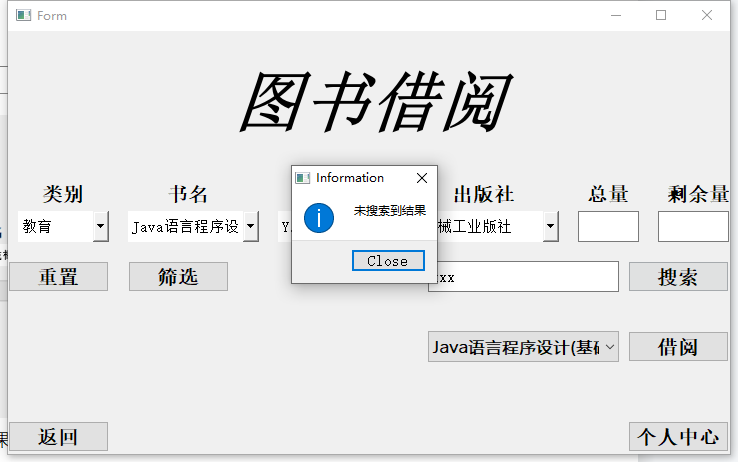 Form
图书借阅
Information
未搜索到结果
Close
类别 书名 出版社 总量 剩余量
教育 Java语言程序设 Y. 械工业版社
重置 筛选 xx 搜索
Java语言程序设计(基础 借阅
返回 个人中心